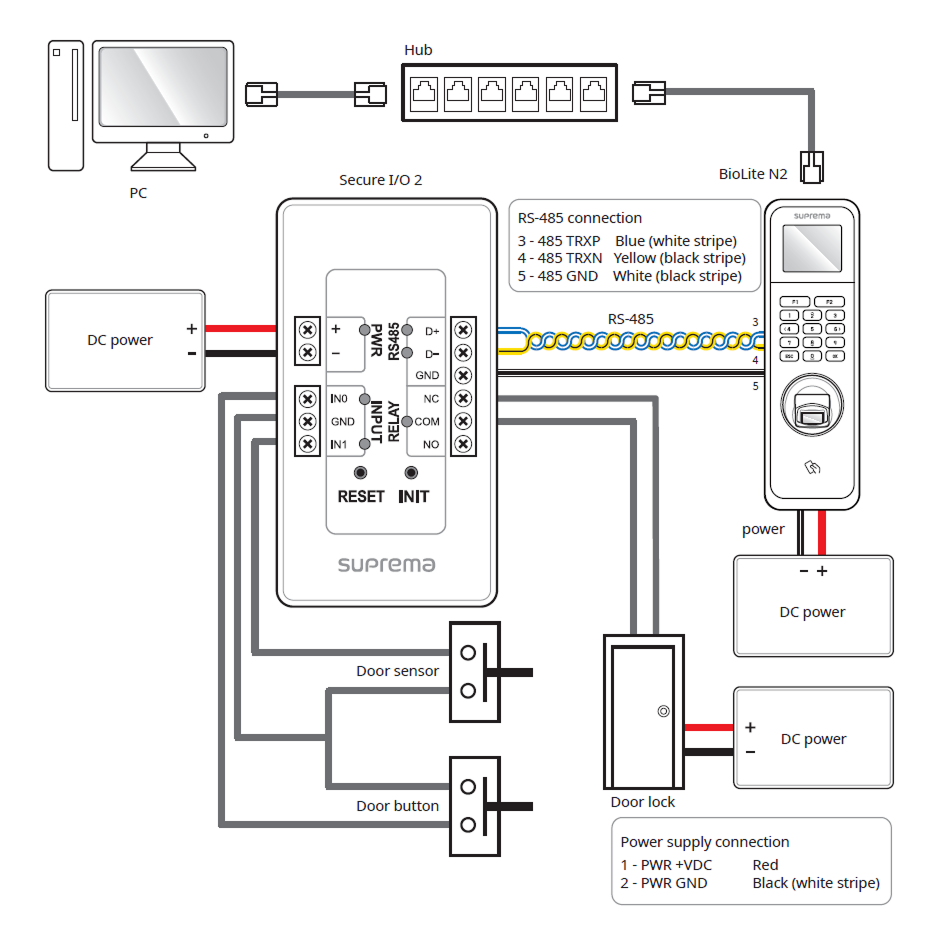 Hub
PC
Secure I/O 2
BioLite N2
RS-485 connection
3 - 485 TRXP Blue (white stripe)
4 - 485 TRXN Yellow (black stripe)
5 - 485 GND White (black stripe)
suprema
F1 F2
1 2 3
4 5 6
7 8 9
ESC 0 OK
DC power
+
−
+
−
PWR
RS485
D+
D−
GND
RS-485
3
4
5
IN0
GND
IN1
INPUT
RELAY
NC
COM
NO
RESET INIT
suprema
power
− +
DC power
Door sensor
Door button
Door lock
+
−
DC power
Power supply connection
1 - PWR +VDC Red
2 - PWR GND Black (white stripe)